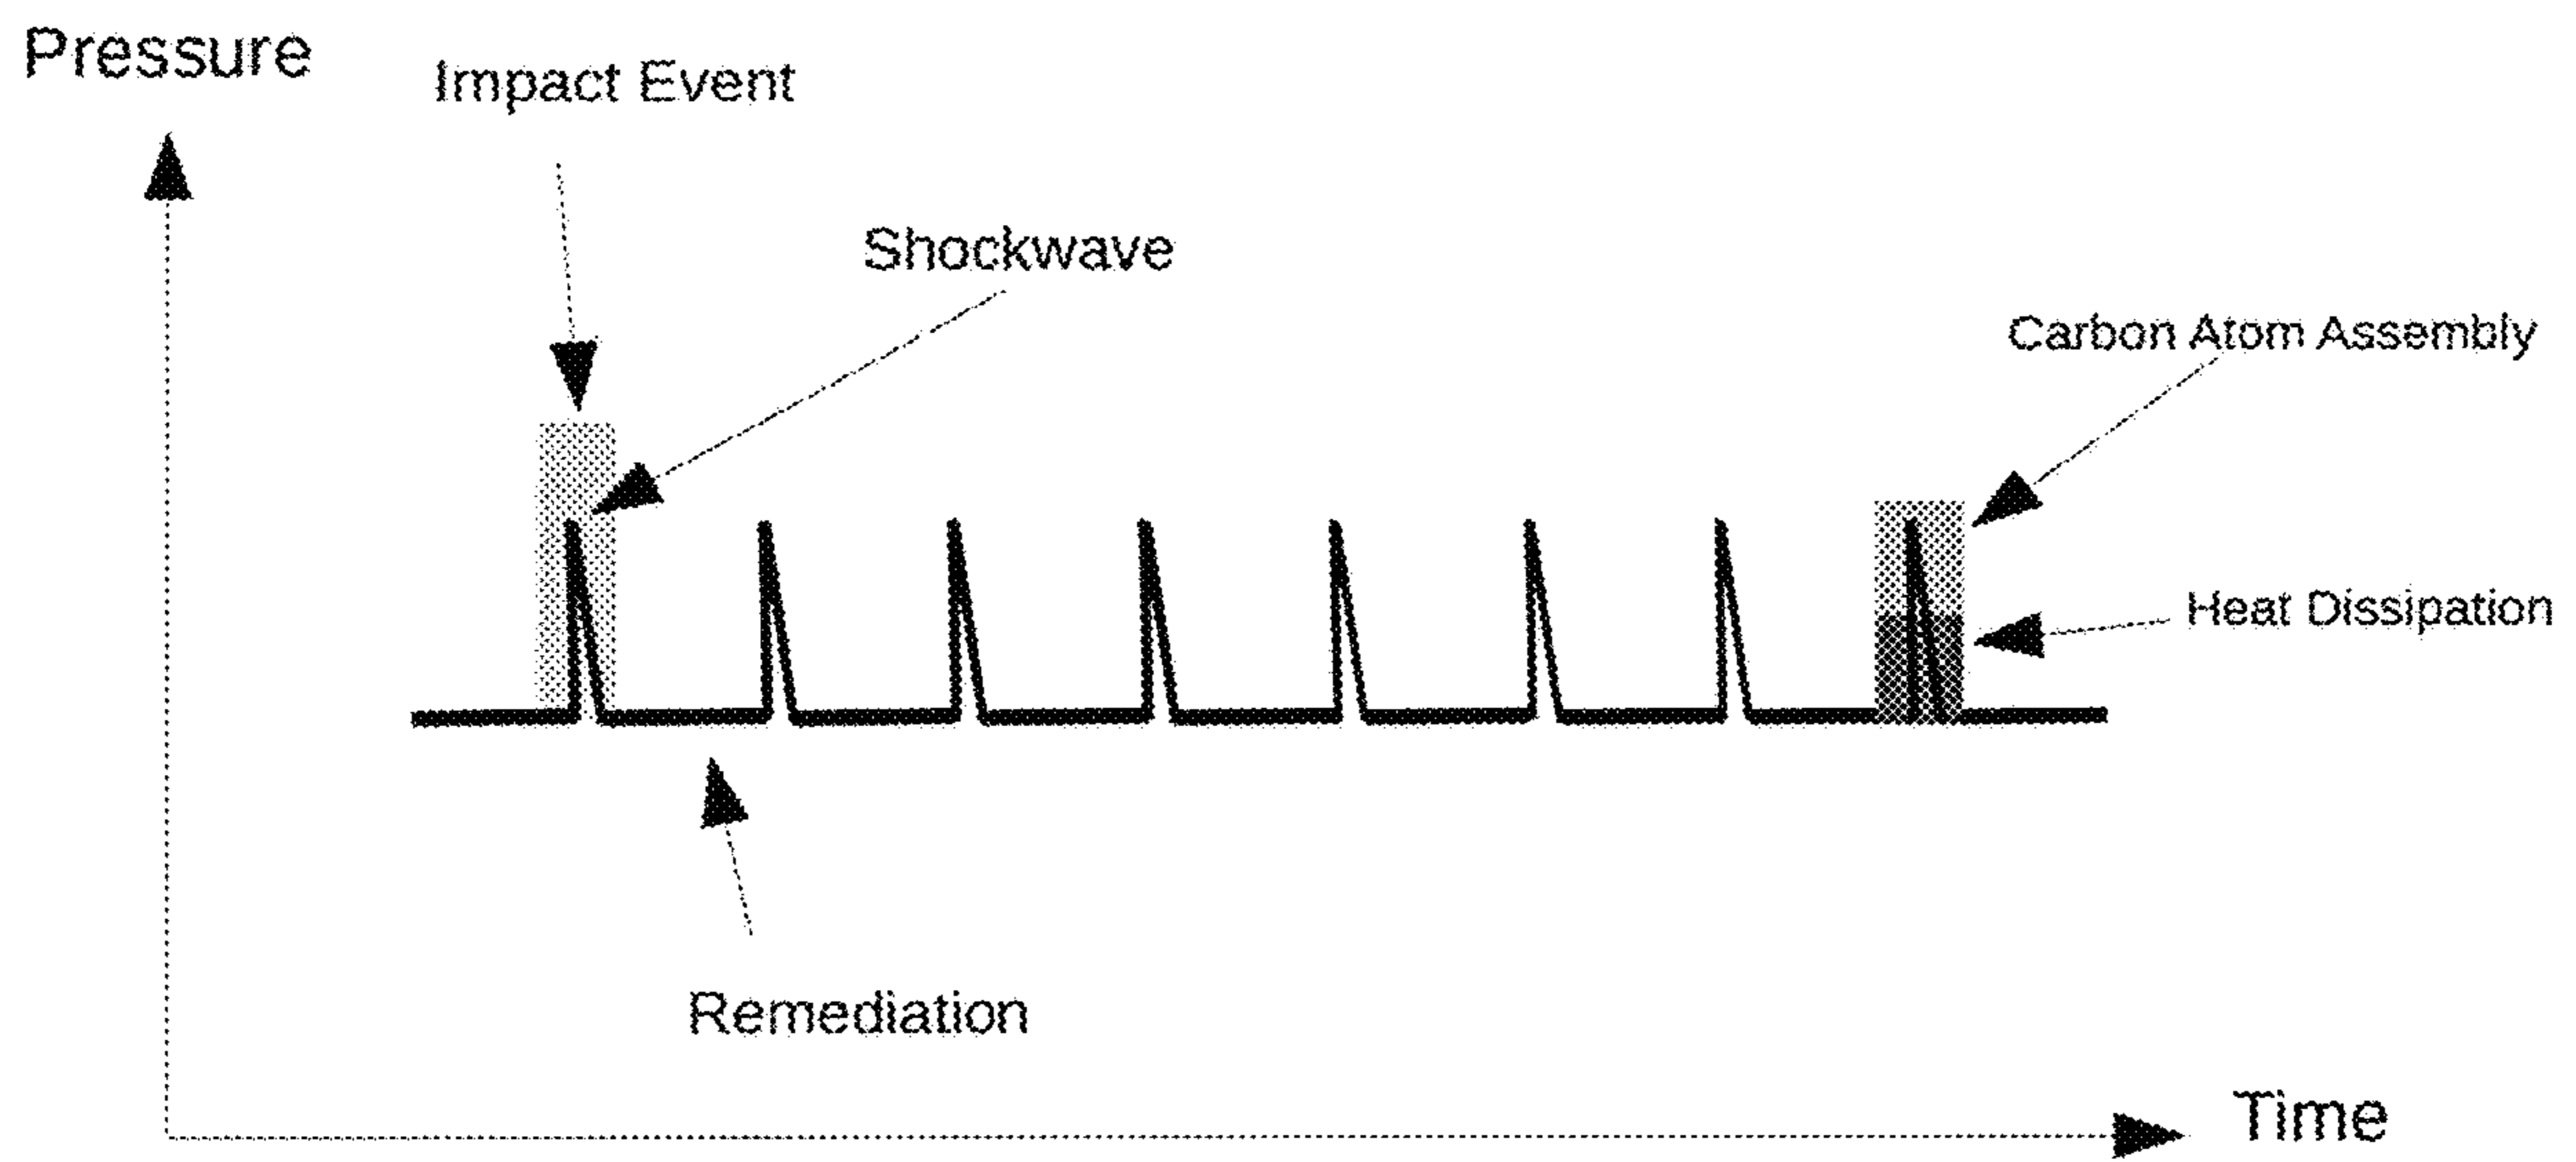 Pressure
Impact Event
Shockwave
Carbon Atom Assembly
Heat Dissipation
Remediation
Time